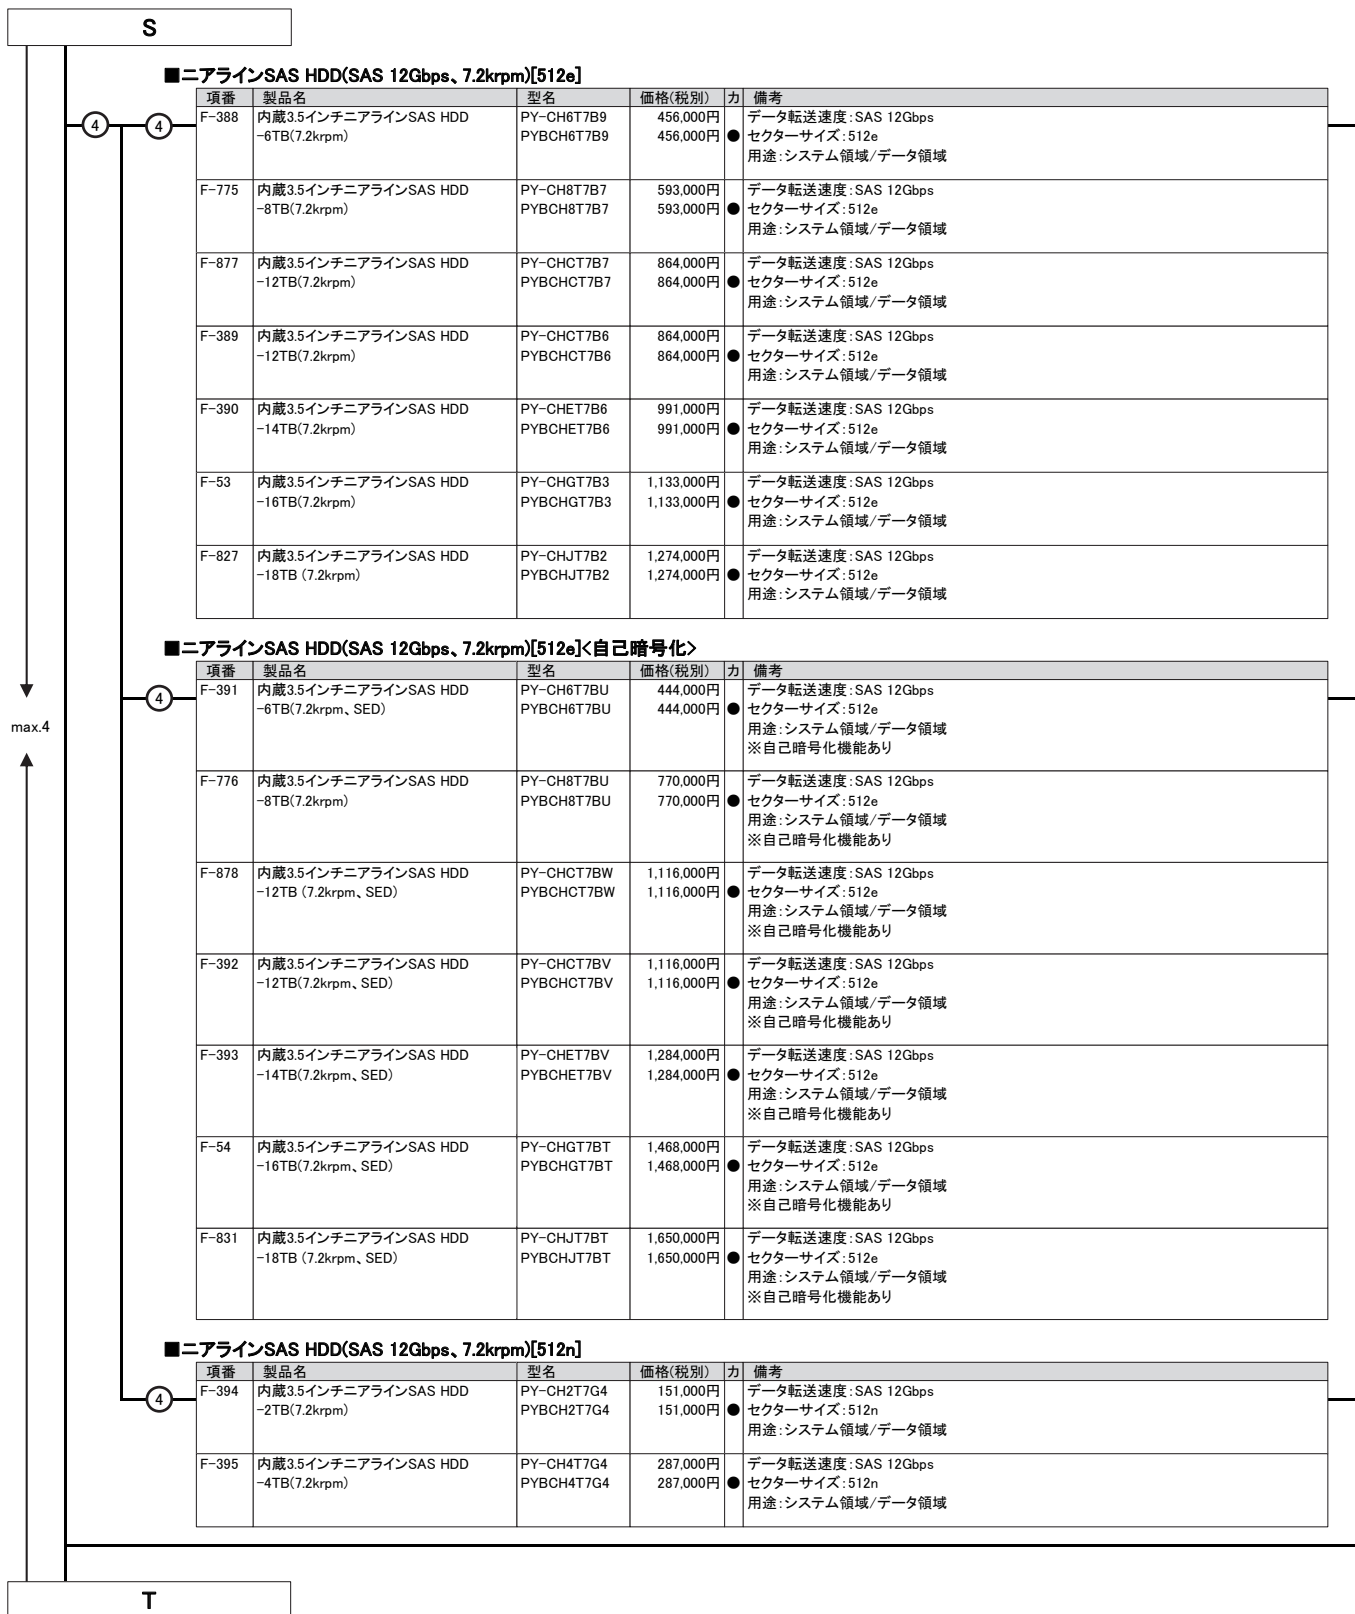 S
■ニアラインSAS HDD(SAS 12Gbps、7.2krpm)[512e]
項番 製品名 型名 価格(税別) カ 備考
F-388 内蔵3.5インチニアラインSAS HDD PY-CH6T7B9 456,000円 データ転送速度:SAS 12Gbps
④ ④ -6TB(7.2krpm) PYBCH6T7B9 456,000円 ● セクターサイズ:512e
用途:システム領域/データ領域
F-775 内蔵3.5インチニアラインSAS HDD PY-CH8T7B7 593,000円 データ転送速度:SAS 12Gbps
-8TB(7.2krpm) PYBCH8T7B7 593,000円 ● セクターサイズ:512e
用途:システム領域/データ領域
F-877 内蔵3.5インチニアラインSAS HDD PY-CHCT7B7 864,000円 データ転送速度:SAS 12Gbps
-12TB(7.2krpm) PYBCHCT7B7 864,000円 ● セクターサイズ:512e
用途:システム領域/データ領域
F-389 内蔵3.5インチニアラインSAS HDD PY-CHCT7B6 864,000円 データ転送速度:SAS 12Gbps
-12TB(7.2krpm) PYBCHCT7B6 864,000円 ● セクターサイズ:512e
用途:システム領域/データ領域
F-390 内蔵3.5インチニアラインSAS HDD PY-CHET7B6 991,000円 データ転送速度:SAS 12Gbps
-14TB(7.2krpm) PYBCHET7B6 991,000円 ● セクターサイズ:512e
用途:システム領域/データ領域
F-53 内蔵3.5インチニアラインSAS HDD PY-CHGT7B3 1,133,000円 データ転送速度:SAS 12Gbps
-16TB(7.2krpm) PYBCHGT7B3 1,133,000円 ● セクターサイズ:512e
用途:システム領域/データ領域
F-827 内蔵3.5インチニアラインSAS HDD PY-CHJT7B2 1,274,000円 データ転送速度:SAS 12Gbps
-18TB (7.2krpm) PYBCHJT7B2 1,274,000円 ● セクターサイズ:512e
用途:システム領域/データ領域
■ニアラインSAS HDD(SAS 12Gbps、7.2krpm)[512e]<自己暗号化>
項番 製品名 型名 価格(税別) カ 備考
④ F-391 内蔵3.5インチニアラインSAS HDD PY-CH6T7BU 444,000円 データ転送速度:SAS 12Gbps
-6TB(7.2krpm、SED) PYBCH6T7BU 444,000円 ● セクターサイズ:512e
max.4 用途:システム領域/データ領域
※自己暗号化機能あり
F-776 内蔵3.5インチニアラインSAS HDD PY-CH8T7BU 770,000円 データ転送速度:SAS 12Gbps
-8TB(7.2krpm) PYBCH8T7BU 770,000円 ● セクターサイズ:512e
用途:システム領域/データ領域
※自己暗号化機能あり
F-878 内蔵3.5インチニアラインSAS HDD PY-CHCT7BW 1,116,000円 データ転送速度:SAS 12Gbps
-12TB (7.2krpm、SED) PYBCHCT7BW 1,116,000円 ● セクターサイズ:512e
用途:システム領域/データ領域
※自己暗号化機能あり
F-392 内蔵3.5インチニアラインSAS HDD PY-CHCT7BV 1,116,000円 データ転送速度:SAS 12Gbps
-12TB(7.2krpm、SED) PYBCHCT7BV 1,116,000円 ● セクターサイズ:512e
用途:システム領域/データ領域
※自己暗号化機能あり
F-393 内蔵3.5インチニアラインSAS HDD PY-CHET7BV 1,284,000円 データ転送速度:SAS 12Gbps
-14TB(7.2krpm、SED) PYBCHET7BV 1,284,000円 ● セクターサイズ:512e
用途:システム領域/データ領域
※自己暗号化機能あり
F-54 内蔵3.5インチニアラインSAS HDD PY-CHGT7BT 1,468,000円 データ転送速度:SAS 12Gbps
-16TB(7.2krpm、SED) PYBCHGT7BT 1,468,000円 ● セクターサイズ:512e
用途:システム領域/データ領域
※自己暗号化機能あり
F-831 内蔵3.5インチニアラインSAS HDD PY-CHJT7BT 1,650,000円 データ転送速度:SAS 12Gbps
-18TB (7.2krpm、SED) PYBCHJT7BT 1,650,000円 ● セクターサイズ:512e
用途:システム領域/データ領域
※自己暗号化機能あり
■ニアラインSAS HDD(SAS 12Gbps、7.2krpm)[512n]
項番 製品名 型名 価格(税別) カ 備考
④ F-394 内蔵3.5インチニアラインSAS HDD PY-CH2T7G4 151,000円 データ転送速度:SAS 12Gbps
-2TB(7.2krpm) PYBCH2T7G4 151,000円 ● セクターサイズ:512n
用途:システム領域/データ領域
F-395 内蔵3.5インチニアラインSAS HDD PY-CH4T7G4 287,000円 データ転送速度:SAS 12Gbps
-4TB(7.2krpm) PYBCH4T7G4 287,000円 ● セクターサイズ:512n
用途:システム領域/データ領域
T